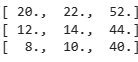 [ 20., 22., 52.]
[ 12., 14., 44.]
[ 8., 10., 40.]